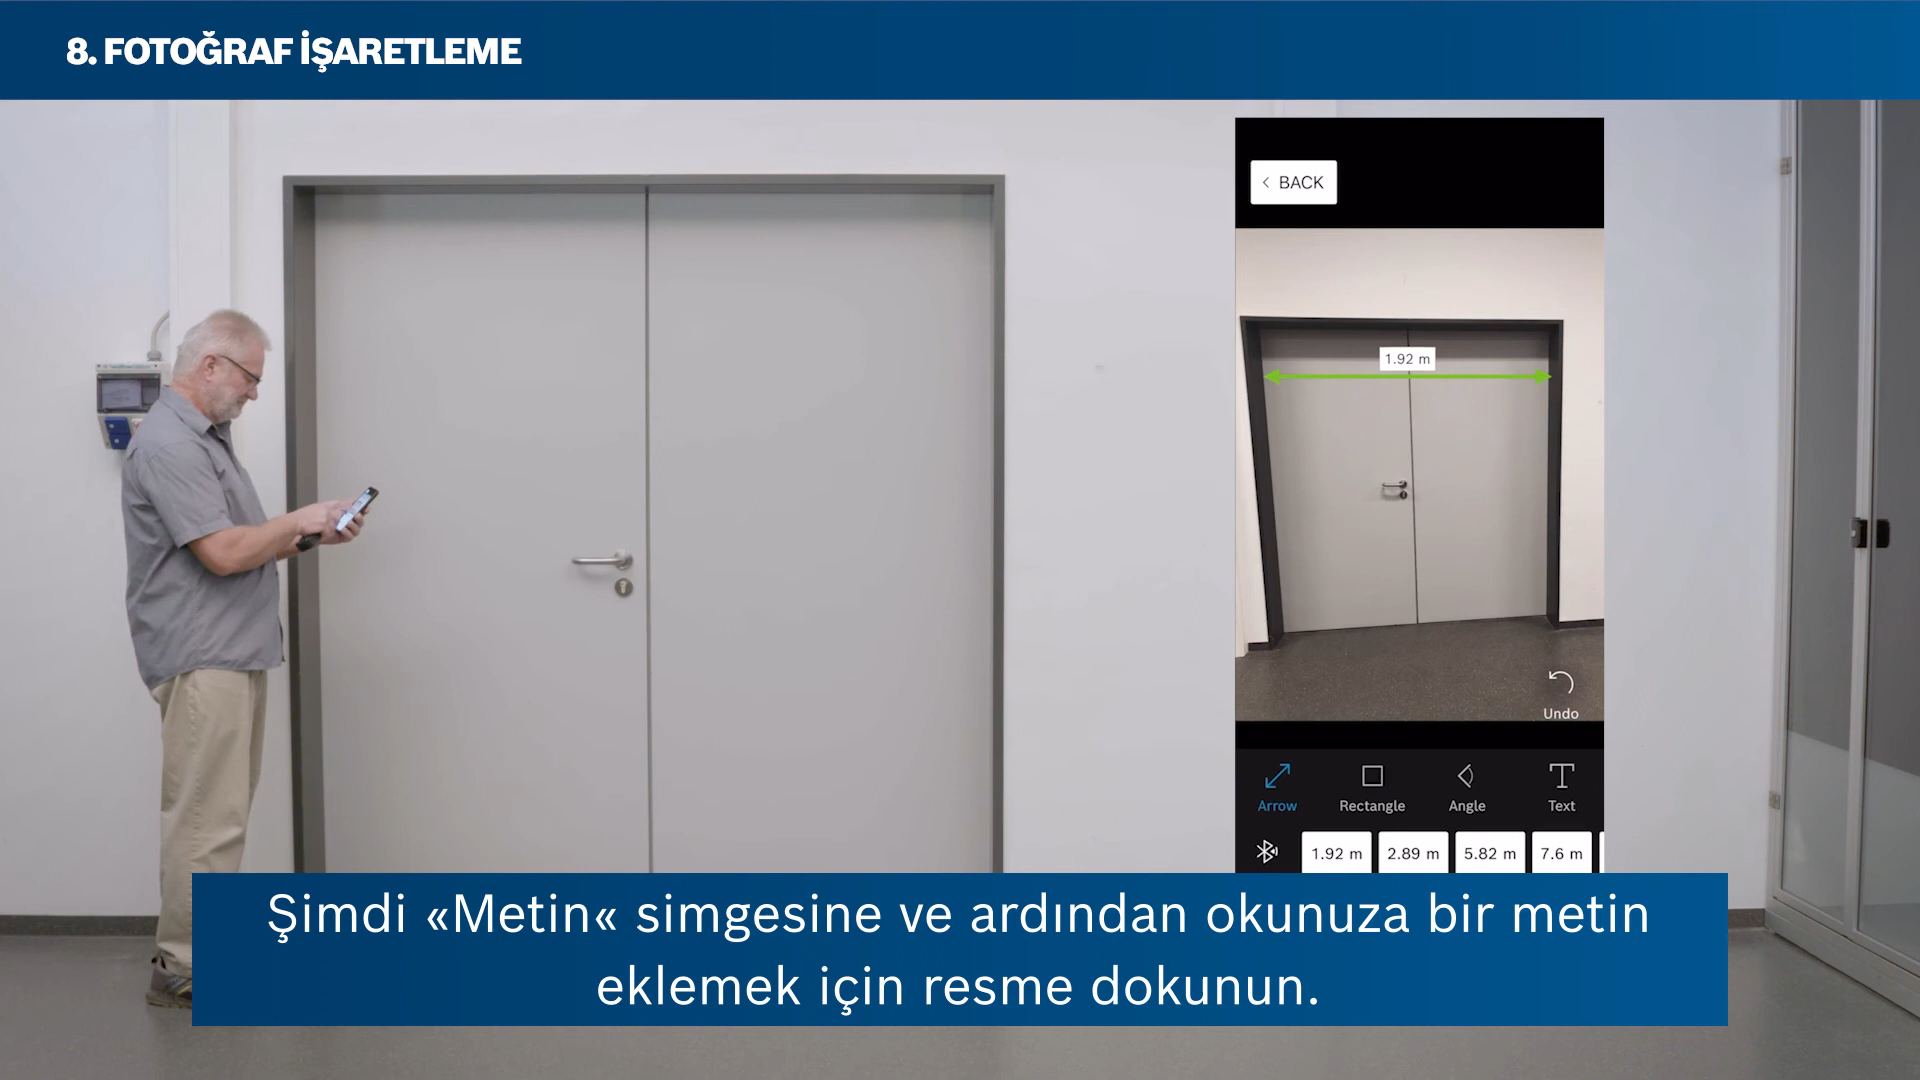 8. FOTOĞRAF İŞARETLEME
BACK
1.92 m
Undo
Arrow
Rectangle
Angle
Text
1.92 m
2.89 m
5.82 m
7.6 m
Şimdi «Metin« simgesine ve ardından okunuza bir metin
eklemek için resme dokunun.